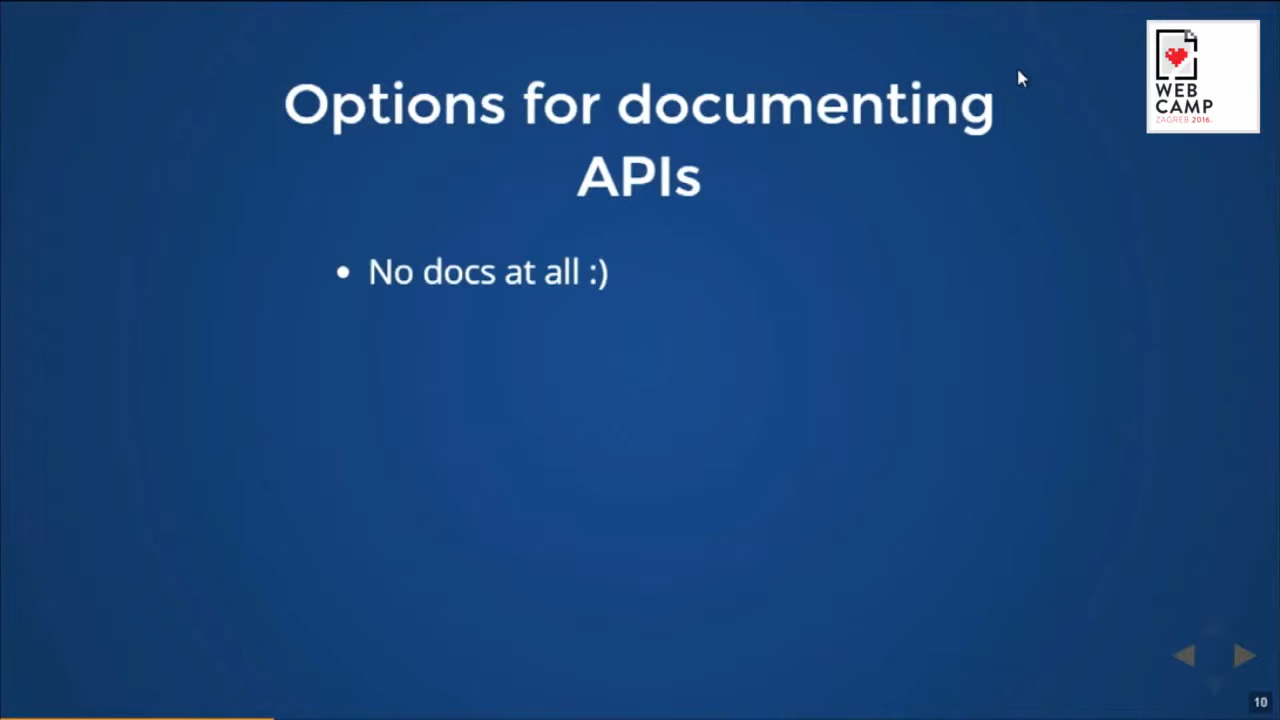 Options for documenting
APIs
WEB
CAMP
ZAGREB 2016.
• No docs at all :)
10